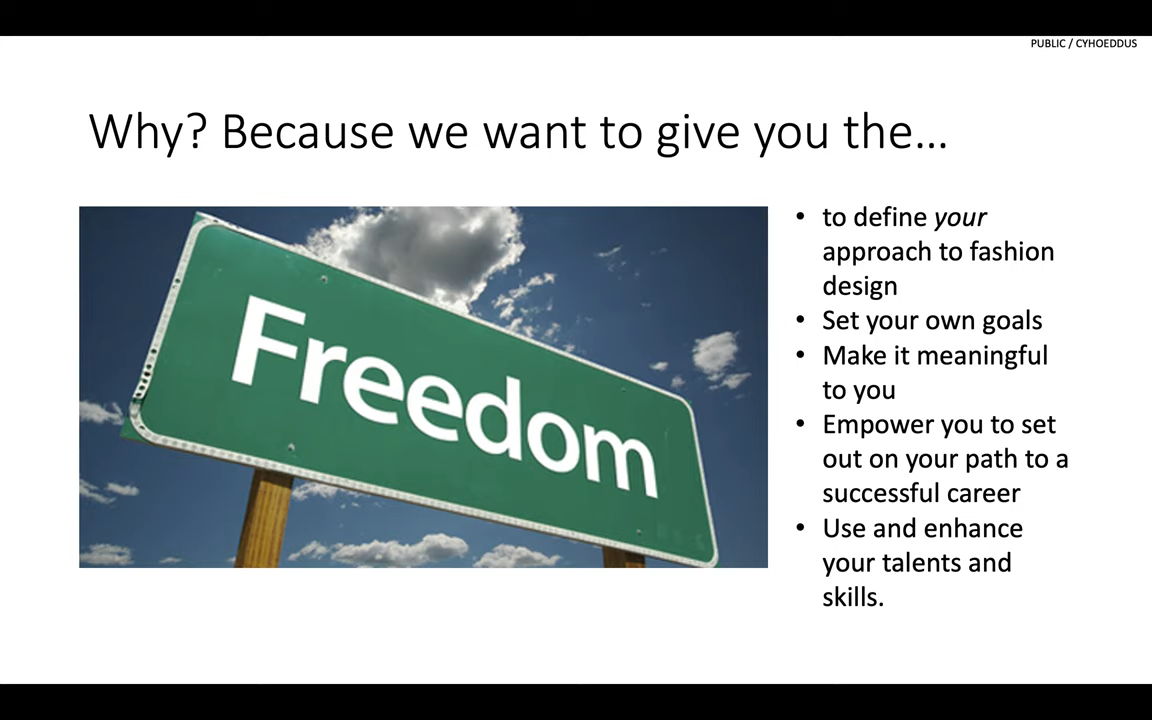 PUBLIC / CYHOEDDUS
Why? Because we want to give you the...
Freedom
• to define your
approach to fashion
design
• Set your own goals
• Make it meaningful
to you
• Empower you to set
out on your path to a
successful career
• Use and enhance
your talents and
skills.